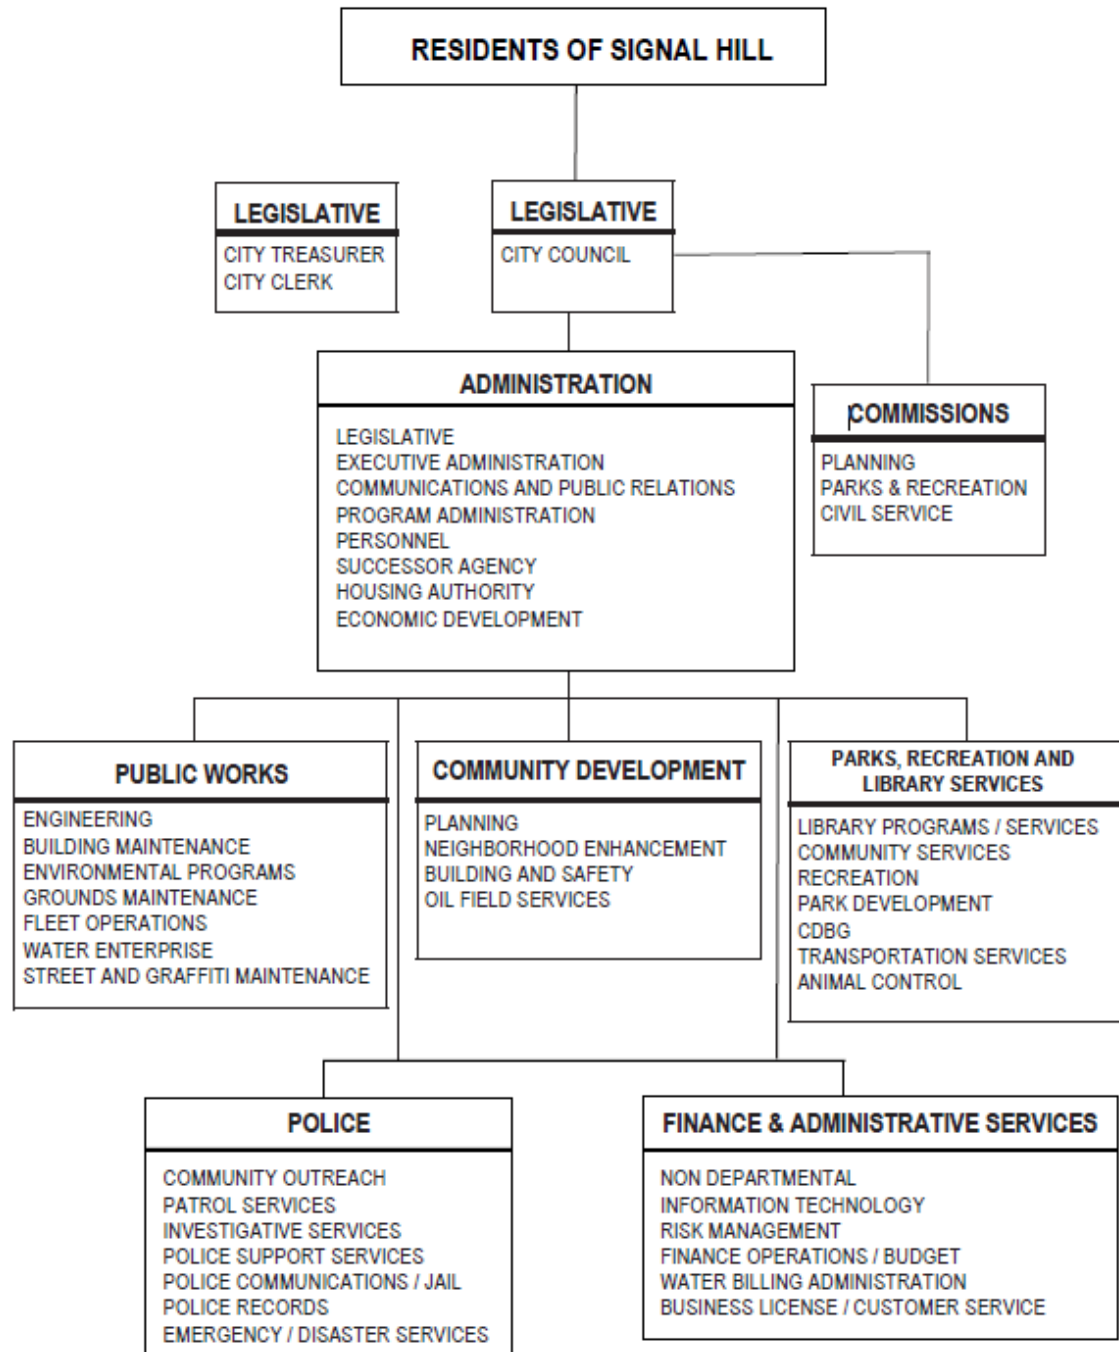 RESIDENTS OF SIGNAL HILL
LEGISLATIVE
CITY TREASURER
CITY CLERK
LEGISLATIVE
CITY COUNCIL
ADMINISTRATION
LEGISLATIVE
EXECUTIVE ADMINISTRATION
COMMUNICATIONS AND PUBLIC RELATIONS
PROGRAM ADMINISTRATION
PERSONNEL
SUCCESSOR AGENCY
HOUSING AUTHORITY
ECONOMIC DEVELOPMENT
COMMISSIONS
PLANNING
PARKS & RECREATION
CIVIL SERVICE
PUBLIC WORKS
ENGINEERING
BUILDING MAINTENANCE
ENVIRONMENTAL PROGRAMS
GROUNDS MAINTENANCE
FLEET OPERATIONS
WATER ENTERPRISE
STREET AND GRAFFITI MAINTENANCE
COMMUNITY DEVELOPMENT
PLANNING
NEIGHBORHOOD ENHANCEMENT
BUILDING AND SAFETY
OIL FIELD SERVICES
PARKS, RECREATION AND
LIBRARY SERVICES
LIBRARY PROGRAMS / SERVICES
COMMUNITY SERVICES
RECREATION
PARK DEVELOPMENT
CDBG
TRANSPORTATION SERVICES
ANIMAL CONTROL
POLICE
COMMUNITY OUTREACH
PATROL SERVICES
INVESTIGATIVE SERVICES
POLICE SUPPORT SERVICES
POLICE COMMUNICATIONS / JAIL
POLICE RECORDS
EMERGENCY / DISASTER SERVICES
FINANCE & ADMINISTRATIVE SERVICES
NON DEPARTMENTAL
INFORMATION TECHNOLOGY
RISK MANAGEMENT
FINANCE OPERATIONS / BUDGET
WATER BILLING ADMINISTRATION
BUSINESS LICENSE / CUSTOMER SERVICE